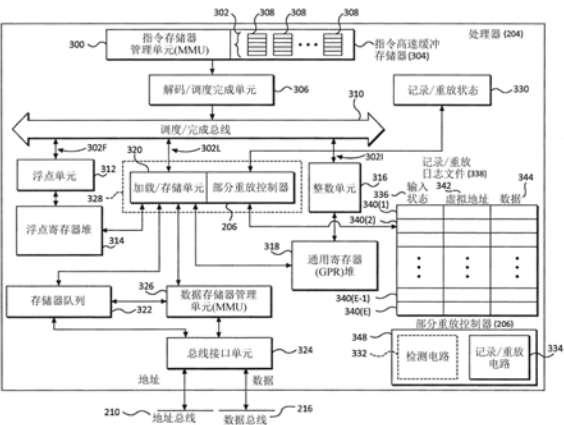 302 308 308 308
处理器(204)
300
指令存储器
管理单元(MMU)
指令高速缓冲
存储器(304)
解码/调度完成单元
306
记录/重放状态
330
310
调度/完成总线
302F
302L
302I
浮点单元
312
320
加载/存储单元
部分重放控制器
328
206
整数单元
316
记录/重放
日志文件(338)
344
336
输入
状态
342
虚拟地址
数据
340(1)
340(2)
340(E-1)
340(E)
浮点寄存器堆
314
318
通用寄存器
(GPR)堆
326
存储器队列
322
数据存储器管理
单元(MMU)
总线接口单元
324
部分重放控制器(206)
348
332
检测电路
记录/重放
电路
334
地址
数据
210
地址总线
216
数据总线